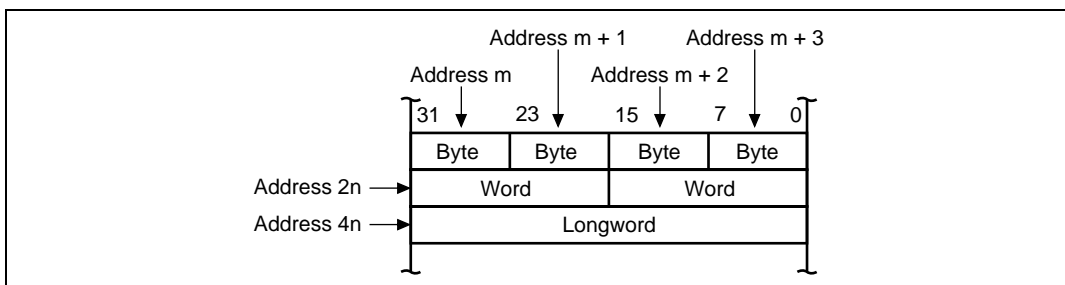 Address m + 1 Address m + 3
Address m Address m + 2
31 23 15 7 0
Byte Byte Byte Byte
Address 2n Word Word
Address 4n Longword